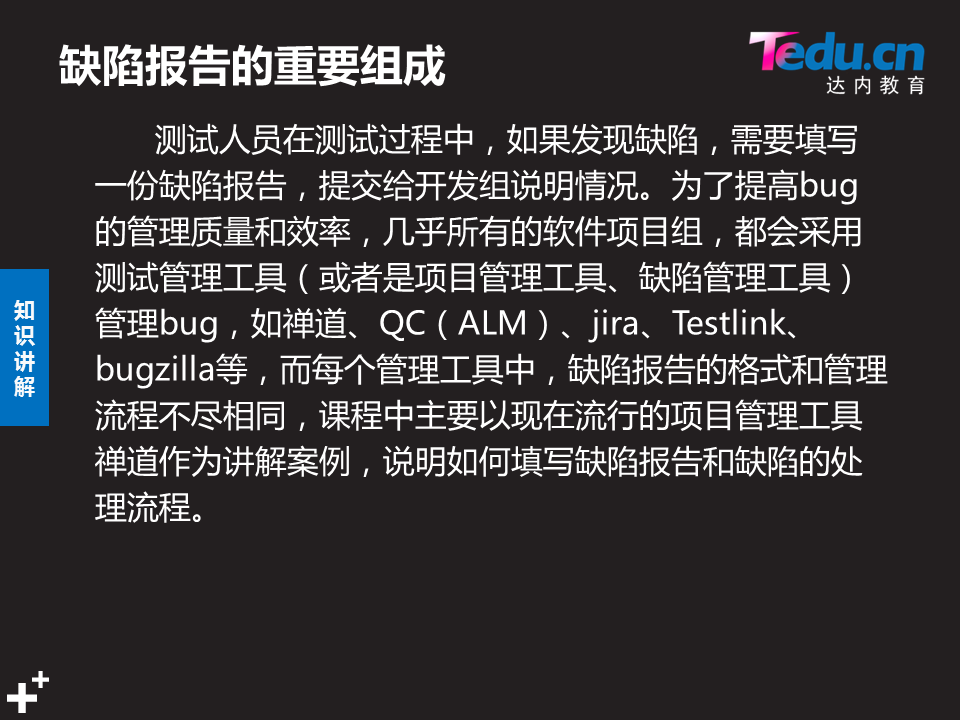 缺陷报告的重要组成
Tedu.cn
达内教育
测试人员在测试过程中，如果发现缺陷，需要填写
一份缺陷报告，提交给开发组说明情况。为了提高bug
的管理质量和效率，几乎所有的软件项目组，都会采用
测试管理工具（或者是项目管理工具、缺陷管理工具）
管理bug，如禅道、QC（ALM）、jira、Testlink、
bugzilla等，而每个管理工具中，缺陷报告的格式和管理
流程不尽相同，课程中主要以现在流行的项目管理工具
禅道作为讲解案例，说明如何填写缺陷报告和缺陷的处
理流程。
知识讲解